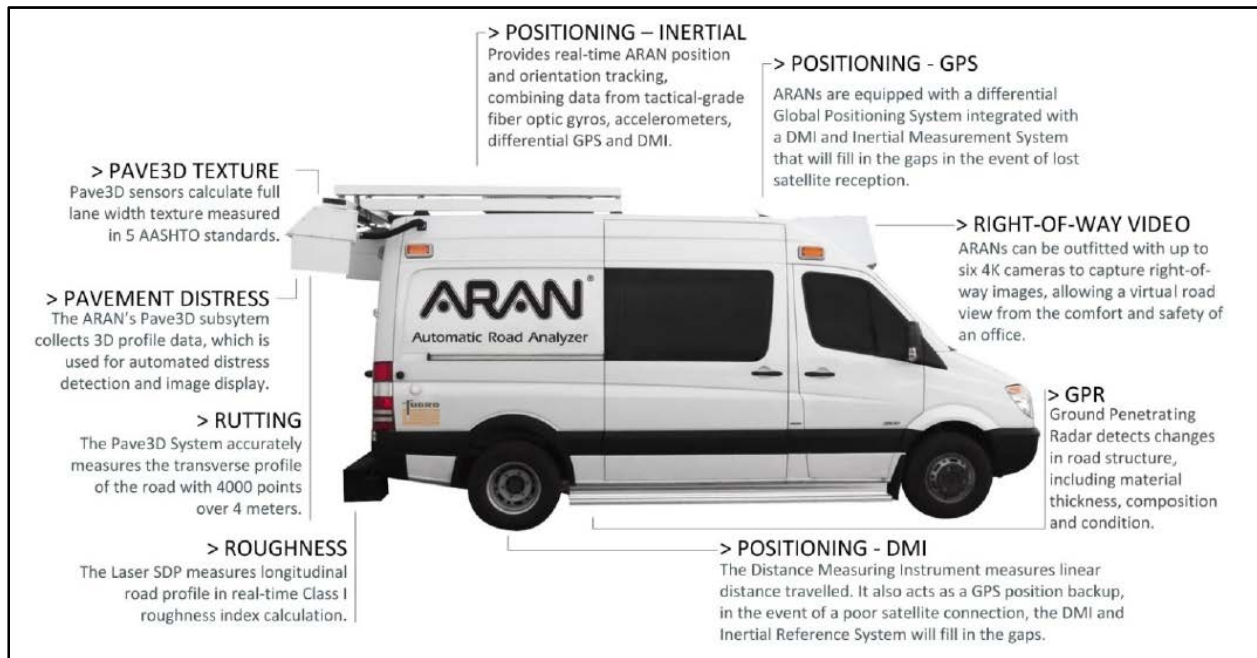 > POSITIONING – INERTIAL
Provides real-time ARAN position
and orientation tracking,
combining data from tactical-grade
fiber optic gyros, accelerometers,
differential GPS and DMI.
> POSITIONING - GPS
ARANs are equipped with a differential
Global Positioning System integrated with
a DMI and Inertial Measurement System
that will fill in the gaps in the event of lost
satellite reception.
> PAVE3D TEXTURE
Pave3D sensors calculate full
lane width texture measured
in 5 AASHTO standards.
> RIGHT-OF-WAY VIDEO
ARANs can be outfitted with up to
six 4K cameras to capture right-of-
way images, allowing a virtual road
view from the comfort and safety of
an office.
> PAVEMENT DISTRESS
The ARAN's Pave3D subsytem
collects 3D profile data, which is
used for automated distress
detection and image display.
ARAN®
Automatic Road Analyzer
fugro
> RUTTING
The Pave3D System accurately
measures the transverse profile
of the road with 4000 points
over 4 meters.
> GPR
Ground Penetrating
Radar detects changes
in road structure,
including material
thickness, composition
and condition.
> ROUGHNESS
The Laser SDP measures longitudinal
road profile in real-time Class I
roughness index calculation.
> POSITIONING - DMI
The Distance Measuring Instrument measures linear
distance travelled. It also acts as a GPS position backup,
in the event of a poor satellite connection, the DMI and
Inertial Reference System will fill in the gaps.